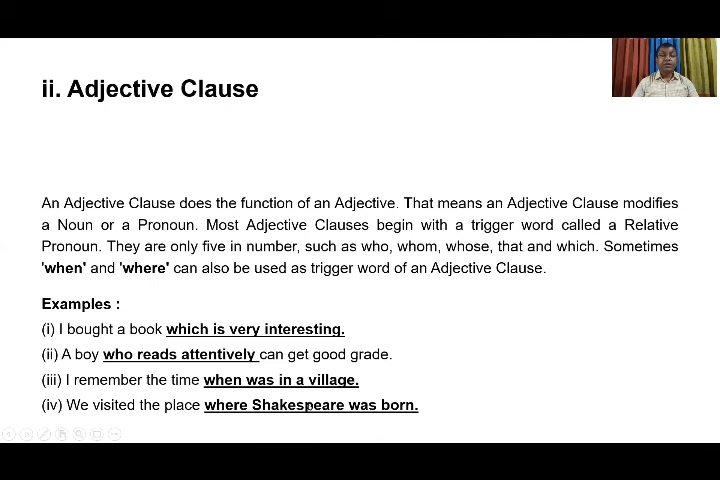 ii. Adjective Clause
An Adjective Clause does the function of an Adjective. That means an Adjective Clause modifies
a Noun or a Pronoun. Most Adjective Clauses begin with a trigger word called a Relative
Pronoun. They are only five in number, such as who, whom, whose, that and which. Sometimes
'when' and 'where' can also be used as trigger word of an Adjective Clause.
Examples :
(i) I bought a book which is very interesting.
(ii) A boy who reads attentively can get good grade.
(iii) I remember the time when was in a village.
(iv) We visited the place where Shakespeare was born.